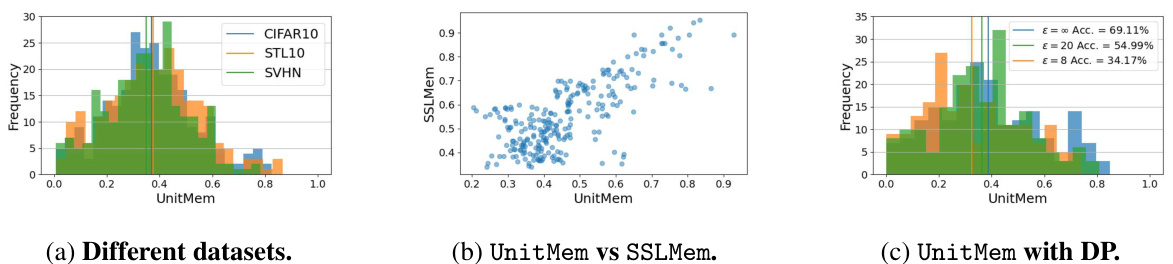 30
25
20
15
10
5
0
Frequency
CIFAR10
STL10
SVHN
0.0 0.2 0.4 0.6 0.8 1.0
UnitMem
(a) Different datasets.
0.9
0.8
0.7
0.6
0.5
0.4
SSLMem
0.2 0.3 0.4 0.5 0.6 0.7 0.8 0.9
UnitMem
(b) UnitMem vs SSLMem.
35
30
25
20
15
10
5
0
Frequency
ε = ∞ Acc. = 69.11%
ε = 20 Acc. = 54.99%
ε = 8 Acc. = 34.17%
0.0 0.2 0.4 0.6 0.8 1.0
UnitMem
(c) UnitMem with DP.